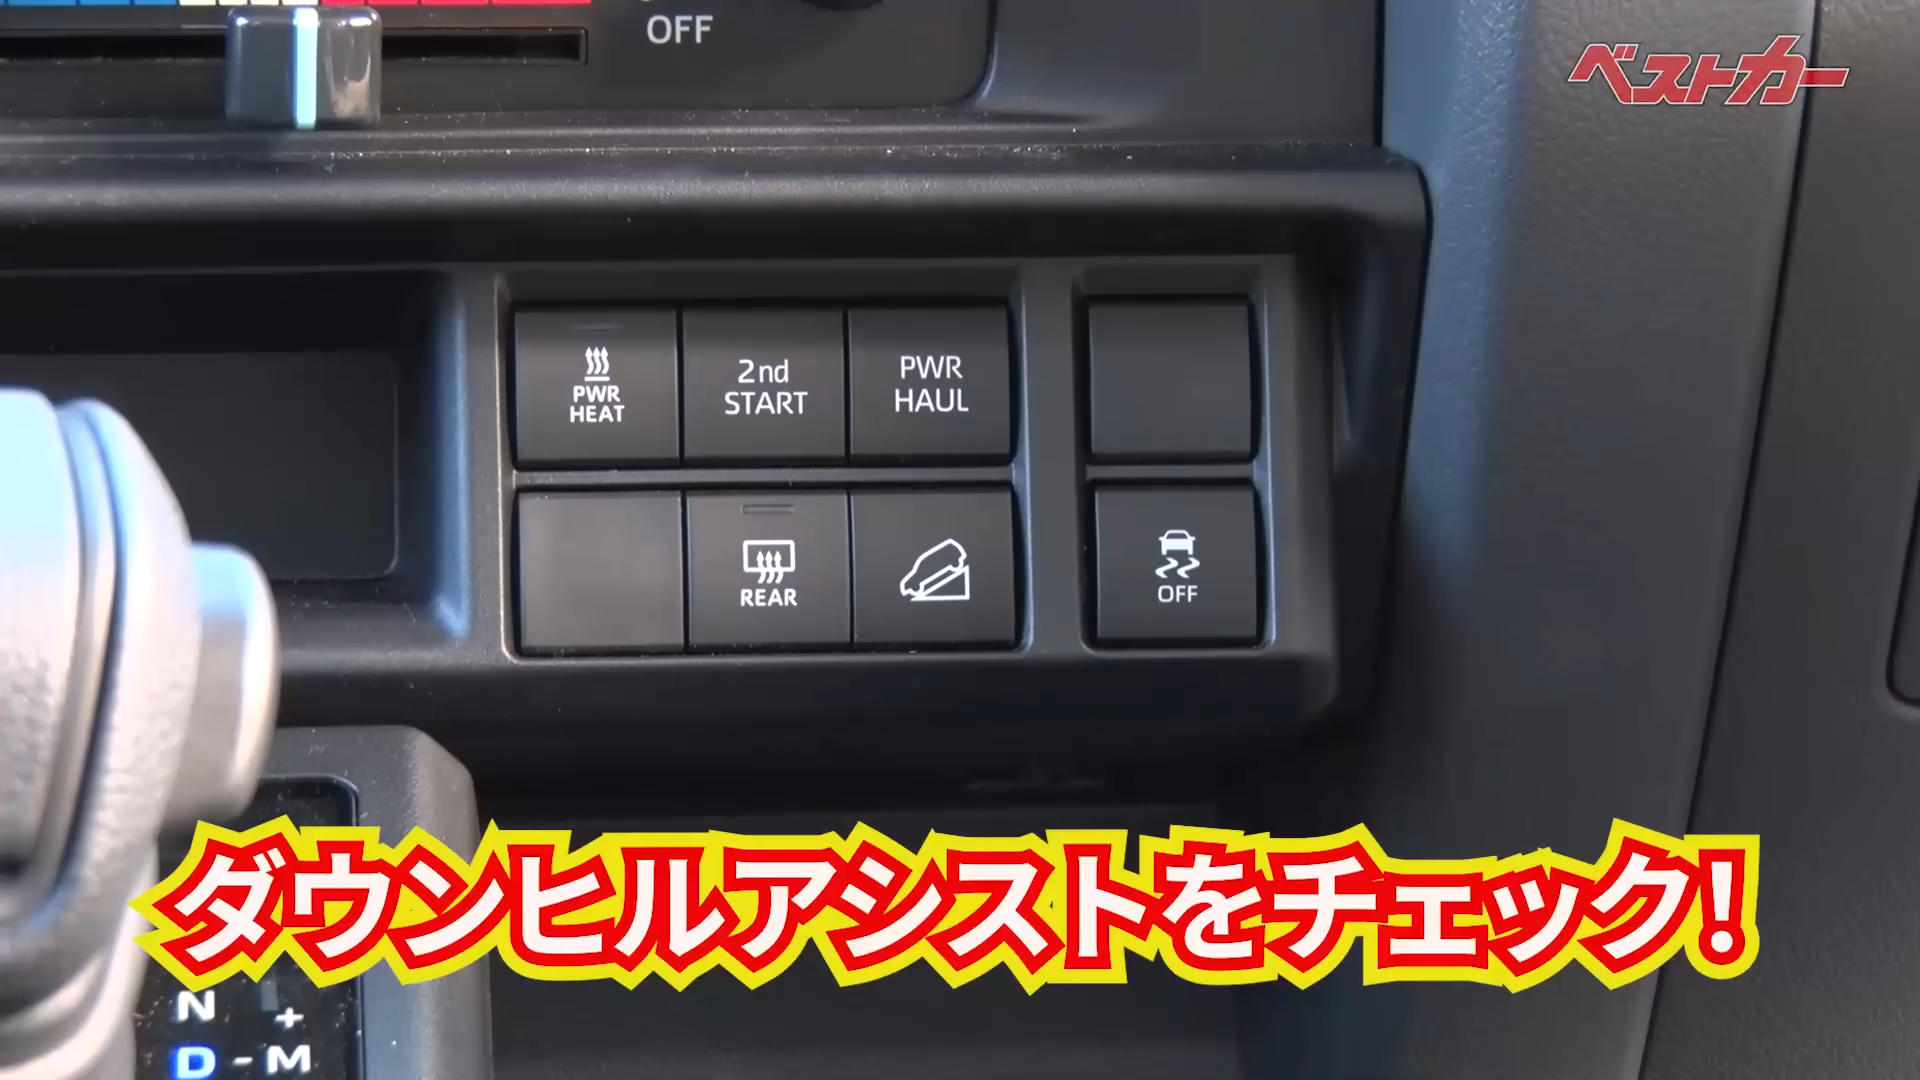 OFF
ベストカー
PWR
HEAT
2nd
START
PWR
HAUL
REAR
OFF
ダウンヒルアシストをチェック!
N
+
D - M